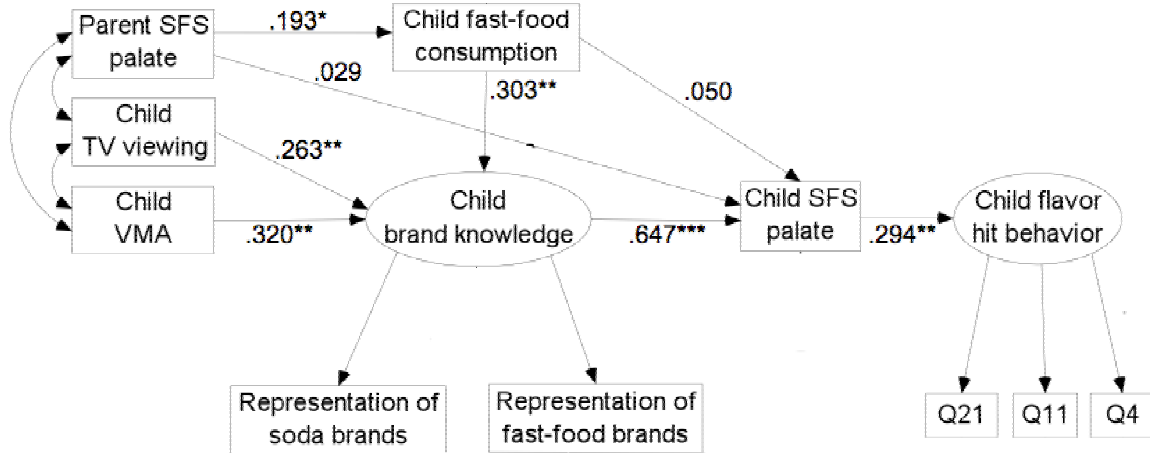 Parent SFS
palate
.193*
Child fast-food
consumption
.029
.303**
.050
Child
TV viewing
.263**
Child
VMA
.320**
Child
brand knowledge
.647***
Child SFS
palate
.294**
Child flavor
hit behavior
Representation of
soda brands
Representation of
fast-food brands
Q21
Q11
Q4